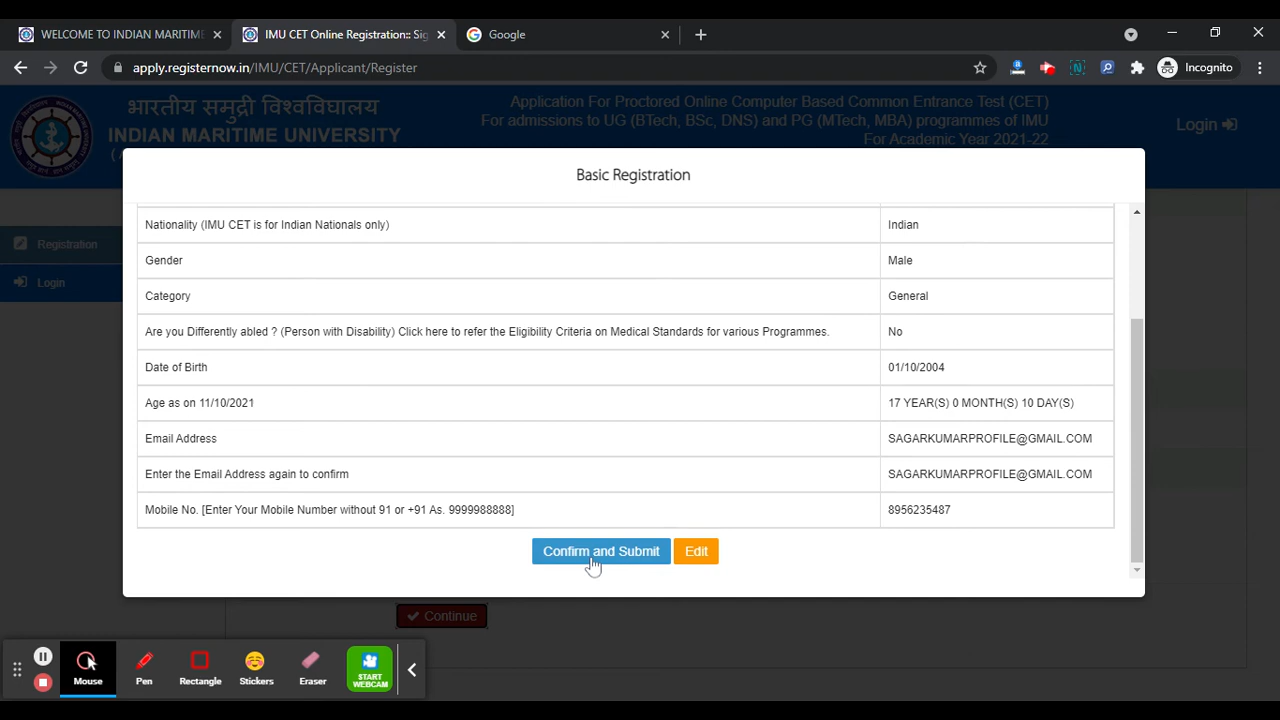 WELCOME TO INDIAN MARITIME
IMU CET Online Registration:: Sig
Google
apply.registernow.in/IMU/CET/Applicant/Register
Incognito
भारतीय समुद्री विश्वविद्यालय
INDIAN MARITIME UNIVERSITY
Application For Proctored Online Computer Based Common Entrance Test (CET)
For admissions to UG (BTech, BSc, DNS) and PG (MTech, MBA) programmes of IMU
For Academic Year 2021-22
Login
Basic Registration
Registration
Login
Nationality (IMU CET is for Indian Nationals only) Indian
Gender Male
Category General
Are you Differently abled ? (Person with Disability) Click here to refer the Eligibility Criteria on Medical Standards for various Programmes. No
Date of Birth 01/10/2004
Age as on 11/10/2021 17 YEAR(S) 0 MONTH(S) 10 DAY(S)
Email Address SAGARKUMARPROFILE@GMAIL.COM
Enter the Email Address again to confirm SAGARKUMARPROFILE@GMAIL.COM
Mobile No. [Enter Your Mobile Number without 91 or +91 As. 9999988888] 8956235487
Confirm and Submit Edit
Continue
Mouse Pen Rectangle Stickers Eraser START WEBCAM